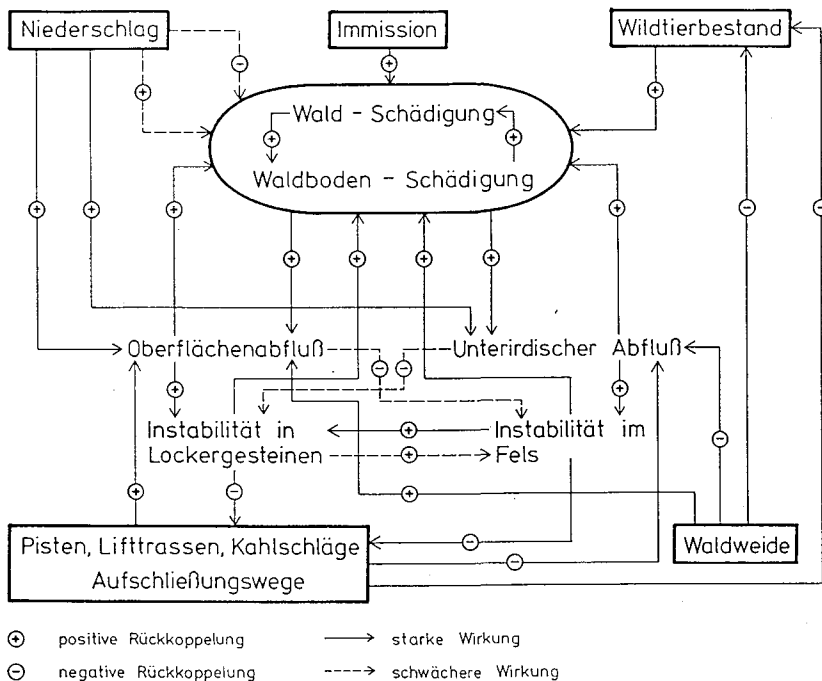 Niederschlag
Immission
Wildtierbestand
Wald - Schädigung
Waldboden - Schädigung
Oberflächenabfluß
Unterirdischer Abfluß
Instabilität in
Lockergesteinen
Instabilität im
Fels
Pisten, Lifttrassen, Kahlschläge
Aufschließungswege
Waldweide
⊕ positive Rückkoppelung
starke Wirkung
⊖ negative Rückkoppelung
schwächere Wirkung